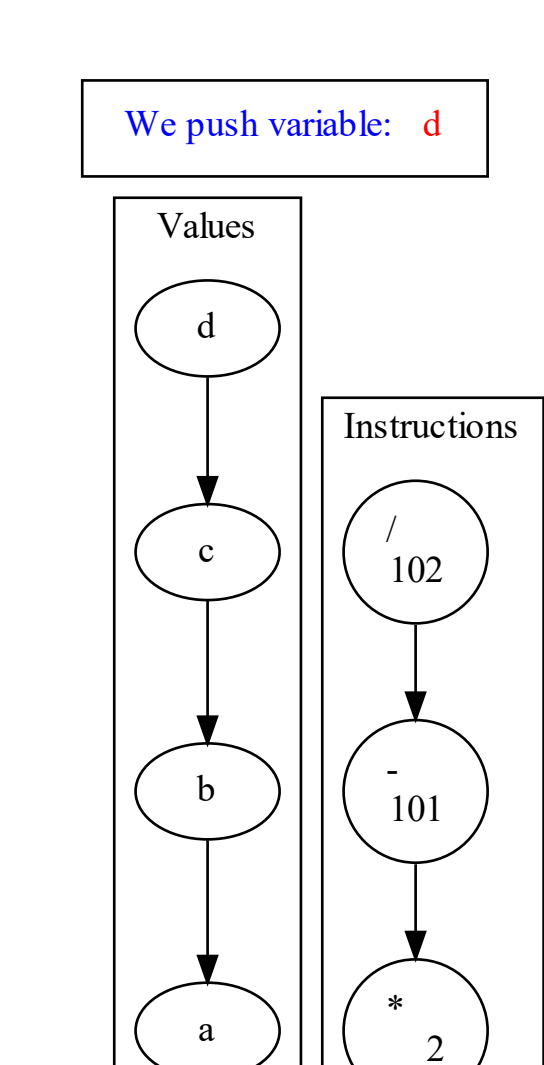 We push variable: d
Values
d
c
b
a
Instructions
/
102
-
101
*
2